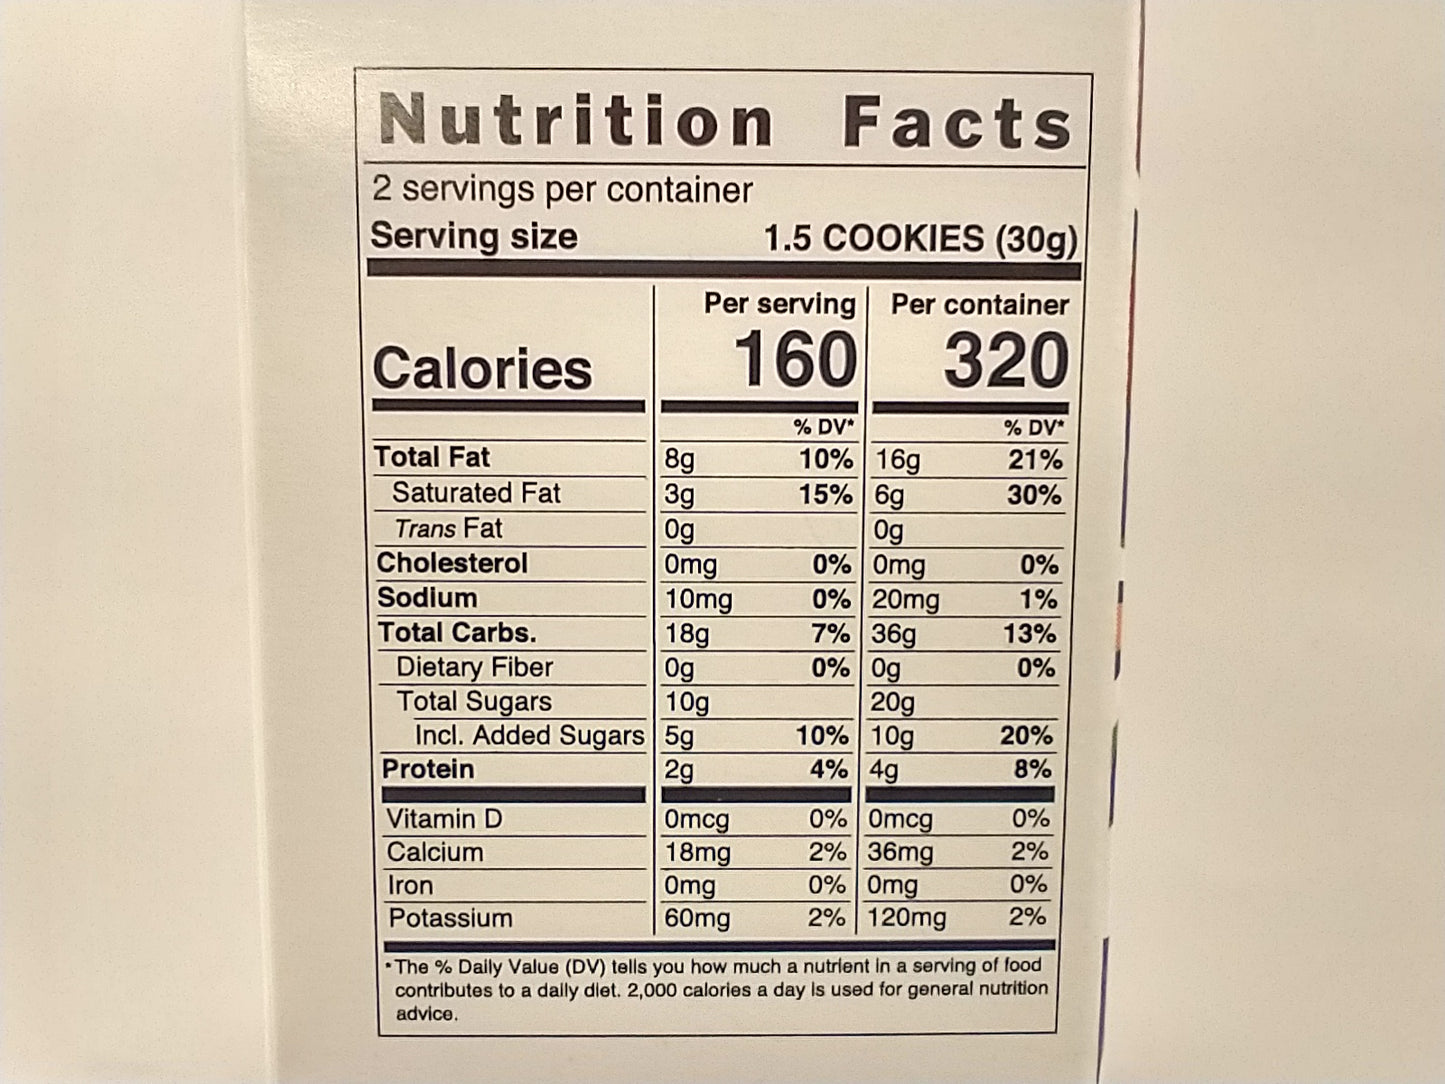 Nutrition Facts
2 servings per container
Serving size 1.5 COOKIES (30g)
Per serving Per container
Calories 160 320
% DV* % DV*
Total Fat 8g 10% 16g 21%
Saturated Fat 3g 15% 6g 30%
Trans Fat 0g 0g
Cholesterol 0mg 0% 0mg 0%
Sodium 10mg 0% 20mg 1%
Total Carbs. 18g 7% 36g 13%
Dietary Fiber 0g 0% 0g 0%
Total Sugars 10g 20g
Incl. Added Sugars 5g 10% 10g 20%
Protein 2g 4% 4g 8%
Vitamin D 0mcg 0% 0mcg 0%
Calcium 18mg 2% 36mg 2%
Iron 0mg 0% 0mg 0%
Potassium 60mg 2% 120mg 2%
*The % Daily Value (DV) tells you how much a nutrient in a serving of food
contributes to a daily diet. 2,000 calories a day is used for general nutrition
advice.